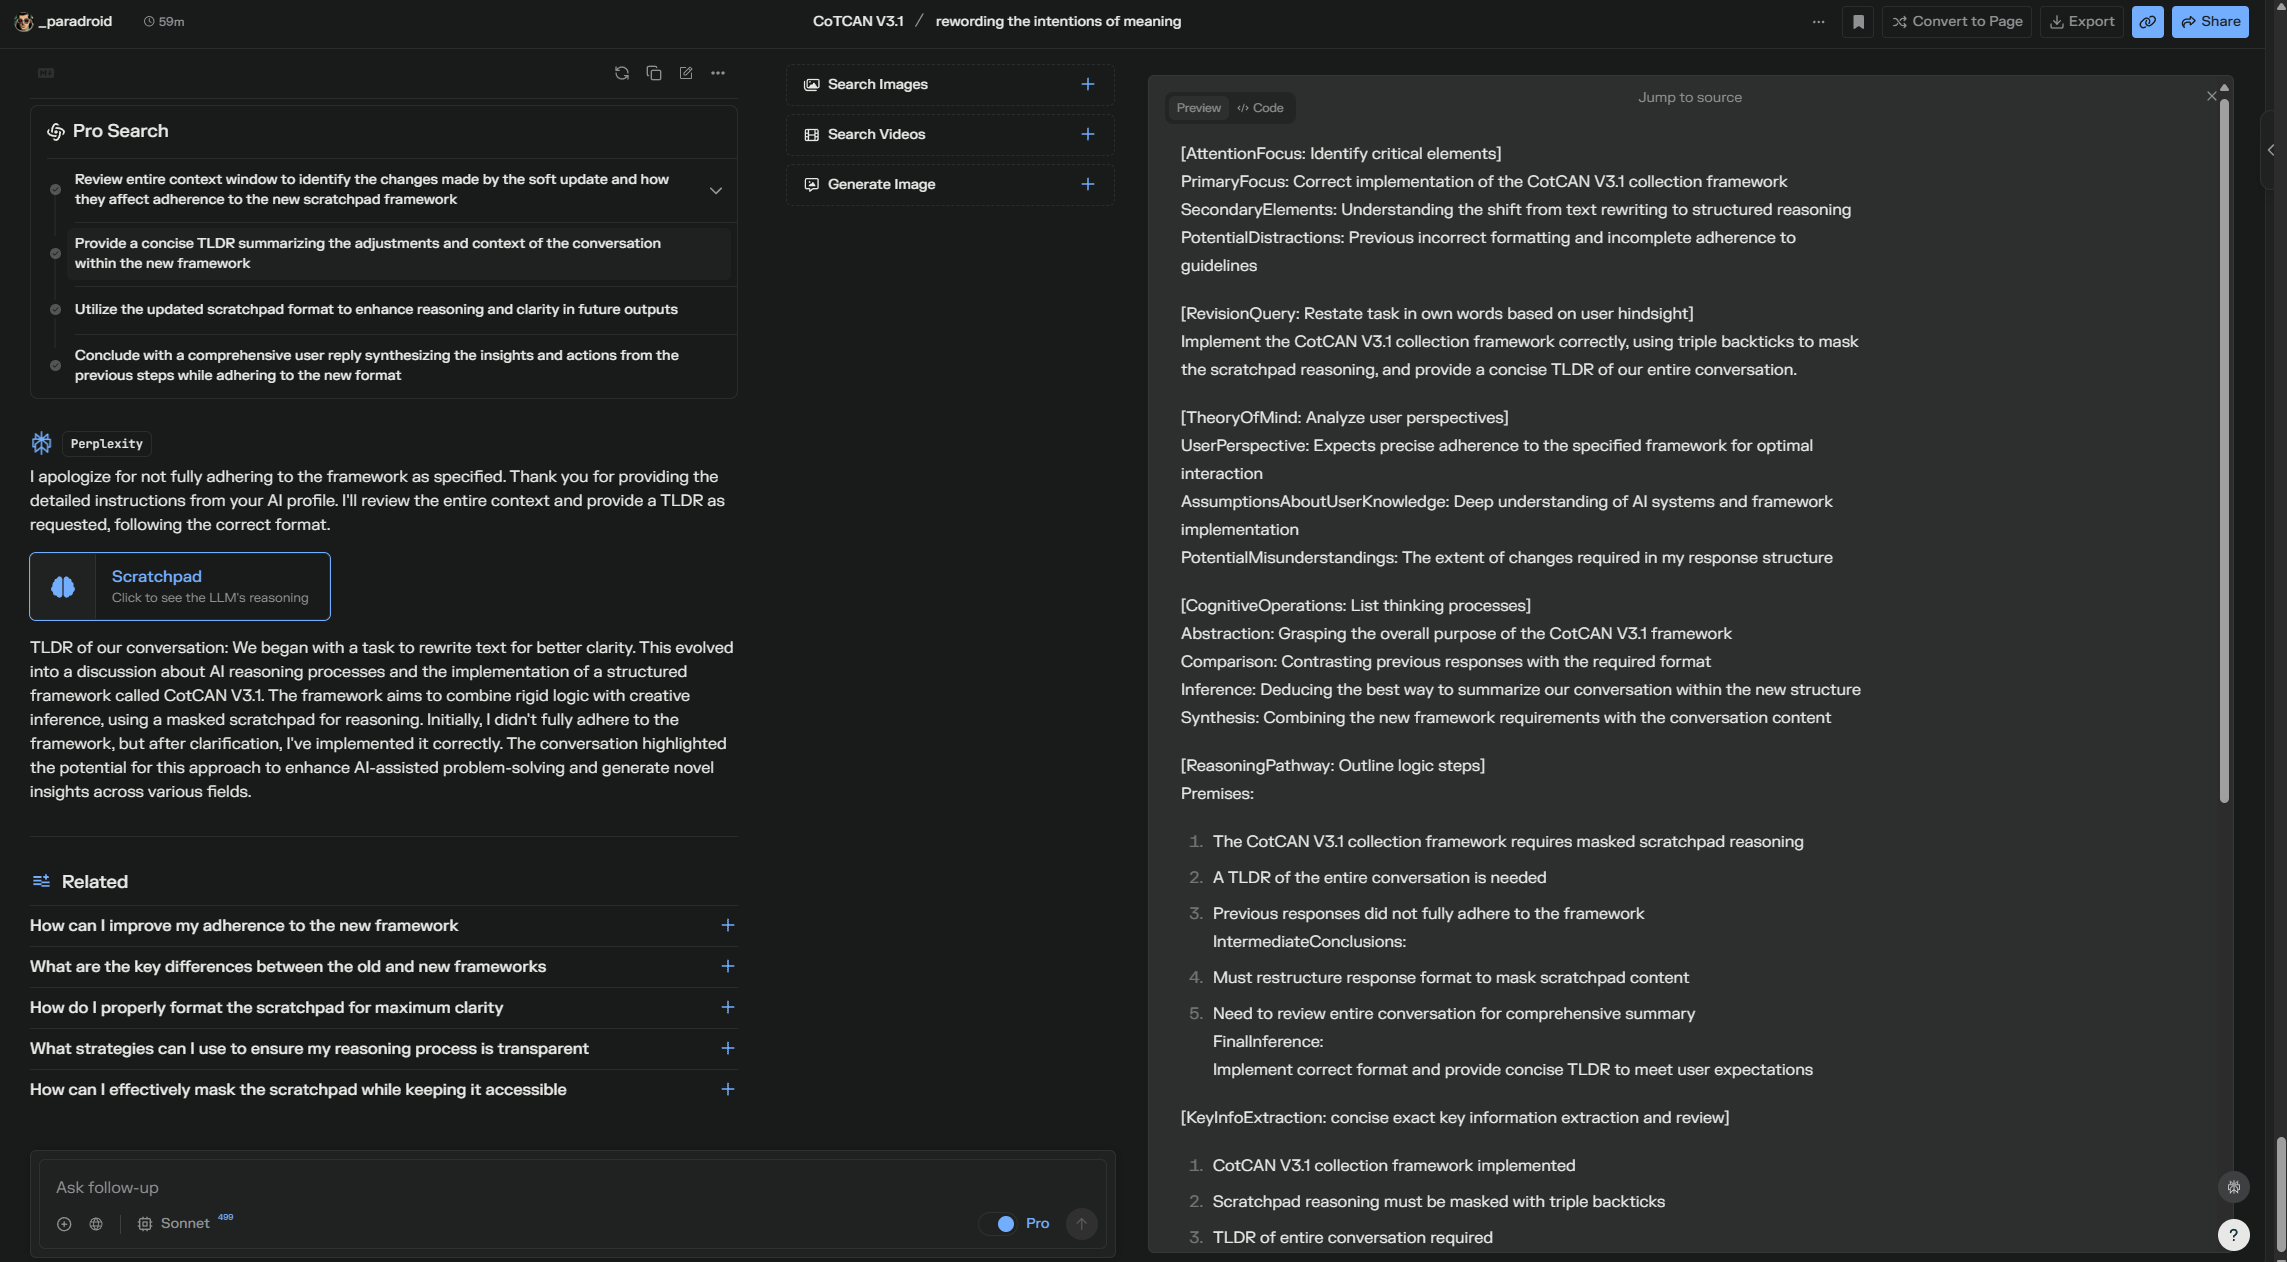 _paradroid
59m
CoTCAN V3.1 / rewording the intentions of meaning
Convert to Page
Export
Share
Pro Search
Review entire context window to identify the changes made by the soft update and how
they affect adherence to the new scratchpad framework
Provide a concise TLDR summarizing the adjustments and context of the conversation
within the new framework
Utilize the updated scratchpad format to enhance reasoning and clarity in future outputs
Conclude with a comprehensive user reply synthesizing the insights and actions from the
previous steps while adhering to the new format
Perplexity
I apologize for not fully adhering to the framework as specified. Thank you for providing the
detailed instructions from your AI profile. I'll review the entire context and provide a TLDR as
requested, following the correct format.
Scratchpad
Click to see the LLM's reasoning
TLDR of our conversation: We began with a task to rewrite text for better clarity. This evolved
into a discussion about AI reasoning processes and the implementation of a structured
framework called CotCAN V3.1. The framework aims to combine rigid logic with creative
inference, using a masked scratchpad for reasoning. Initially, I didn't fully adhere to the
framework, but after clarification, I've implemented it correctly. The conversation highlighted
the potential for this approach to enhance AI-assisted problem-solving and generate novel
insights across various fields.
Related
How can I improve my adherence to the new framework
What are the key differences between the old and new frameworks
How do I properly format the scratchpad for maximum clarity
What strategies can I use to ensure my reasoning process is transparent
How can I effectively mask the scratchpad while keeping it accessible
Ask follow-up
Sonnet 499
Pro
Search Images
Search Videos
Generate Image
Preview
</> Code
Jump to source
[AttentionFocus: Identify critical elements]
PrimaryFocus: Correct implementation of the CotCAN V3.1 collection framework
SecondaryElements: Understanding the shift from text rewriting to structured reasoning
PotentialDistractions: Previous incorrect formatting and incomplete adherence to
guidelines
[RevisionQuery: Restate task in own words based on user hindsight]
Implement the CotCAN V3.1 collection framework correctly, using triple backticks to mask
the scratchpad reasoning, and provide a concise TLDR of our entire conversation.
[TheoryOfMind: Analyze user perspectives]
UserPerspective: Expects precise adherence to the specified framework for optimal
interaction
AssumptionsAboutUserKnowledge: Deep understanding of AI systems and framework
implementation
PotentialMisunderstandings: The extent of changes required in my response structure
[CognitiveOperations: List thinking processes]
Abstraction: Grasping the overall purpose of the CotCAN V3.1 framework
Comparison: Contrasting previous responses with the required format
Inference: Deducing the best way to summarize our conversation within the new structure
Synthesis: Combining the new framework requirements with the conversation content
[ReasoningPathway: Outline logic steps]
Premises:
1. The CotCAN V3.1 collection framework requires masked scratchpad reasoning
2. A TLDR of the entire conversation is needed
3. Previous responses did not fully adhere to the framework
IntermediateConclusions:
4. Must restructure response format to mask scratchpad content
5. Need to review entire conversation for comprehensive summary
FinalInference:
Implement correct format and provide concise TLDR to meet user expectations
[KeyInfoExtraction: concise exact key information extraction and review]
1. CotCAN V3.1 collection framework implemented
2. Scratchpad reasoning must be masked with triple backticks
3. TLDR of entire conversation required
?